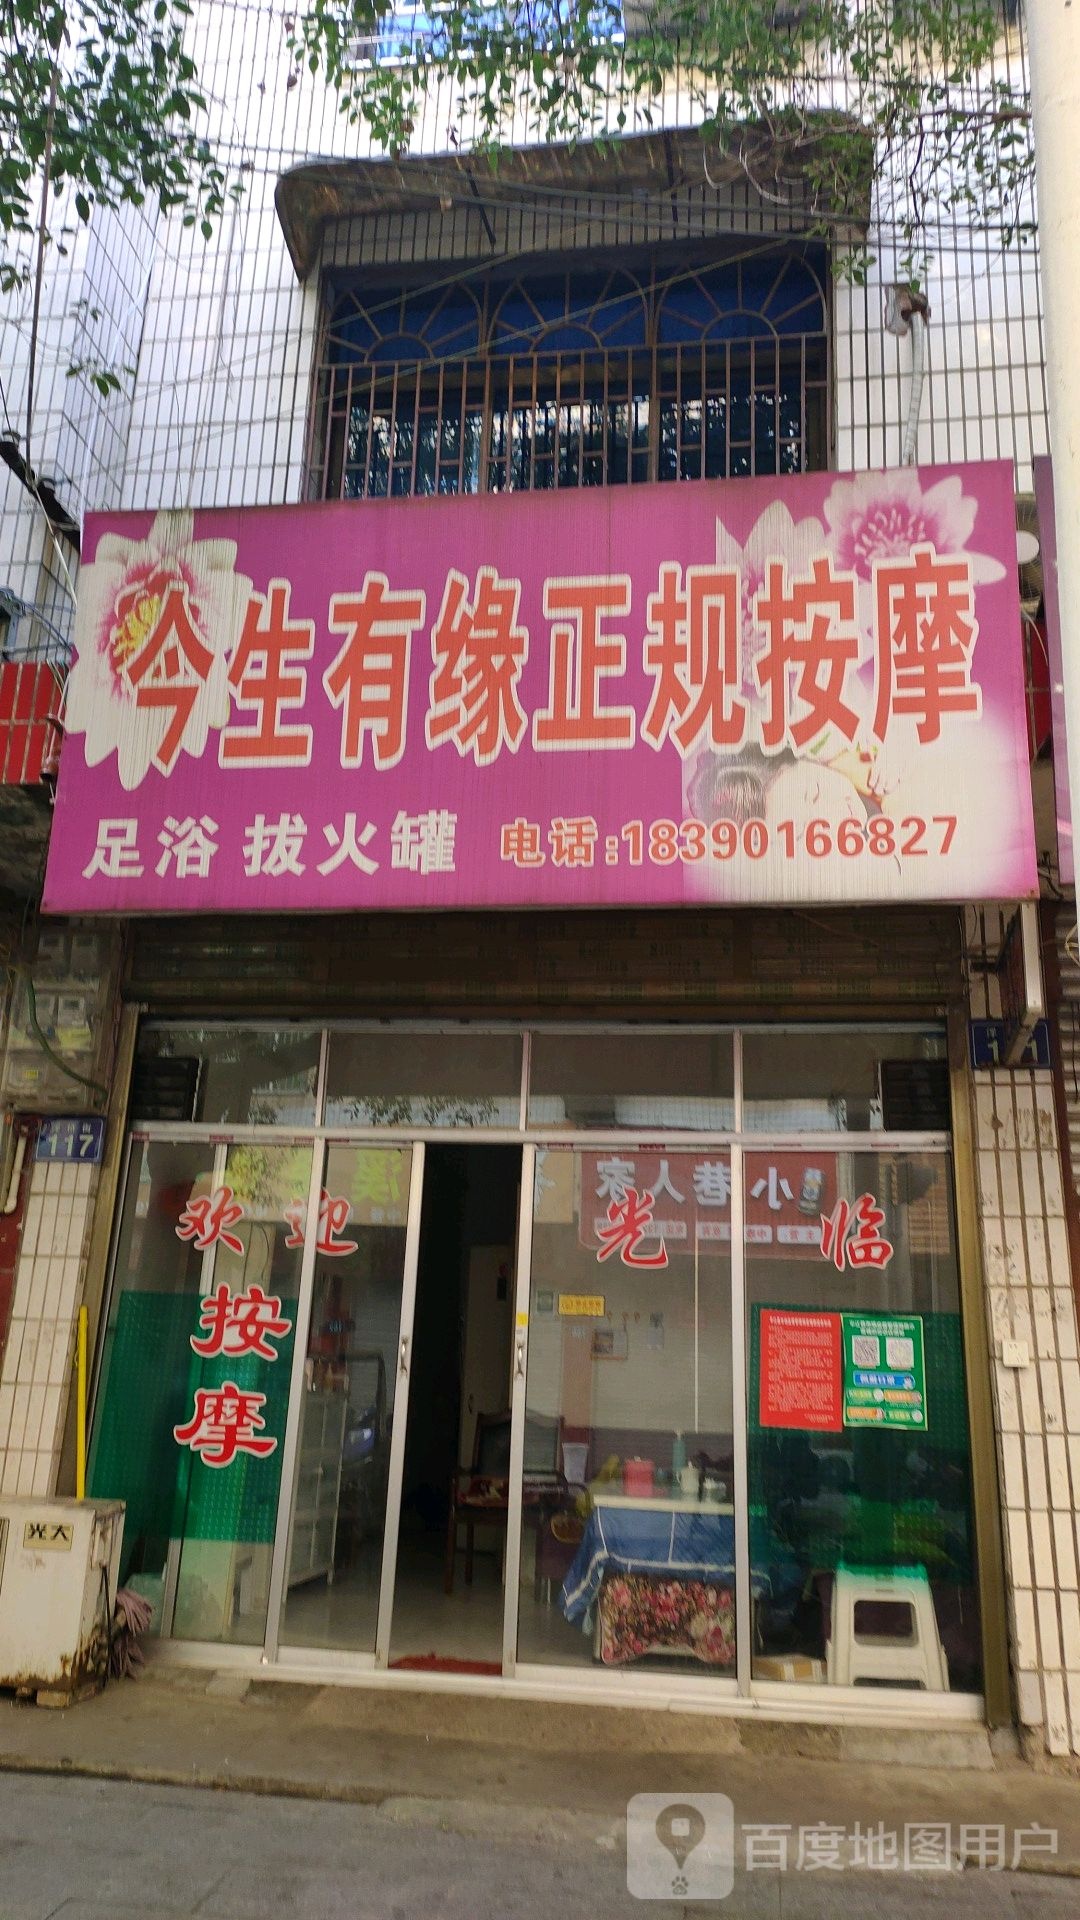 今生有缘正规按摩
足浴 拔火罐 电话:18390166827
117
欢迎光临
按摩
小巷人家
光大
百度地图用户